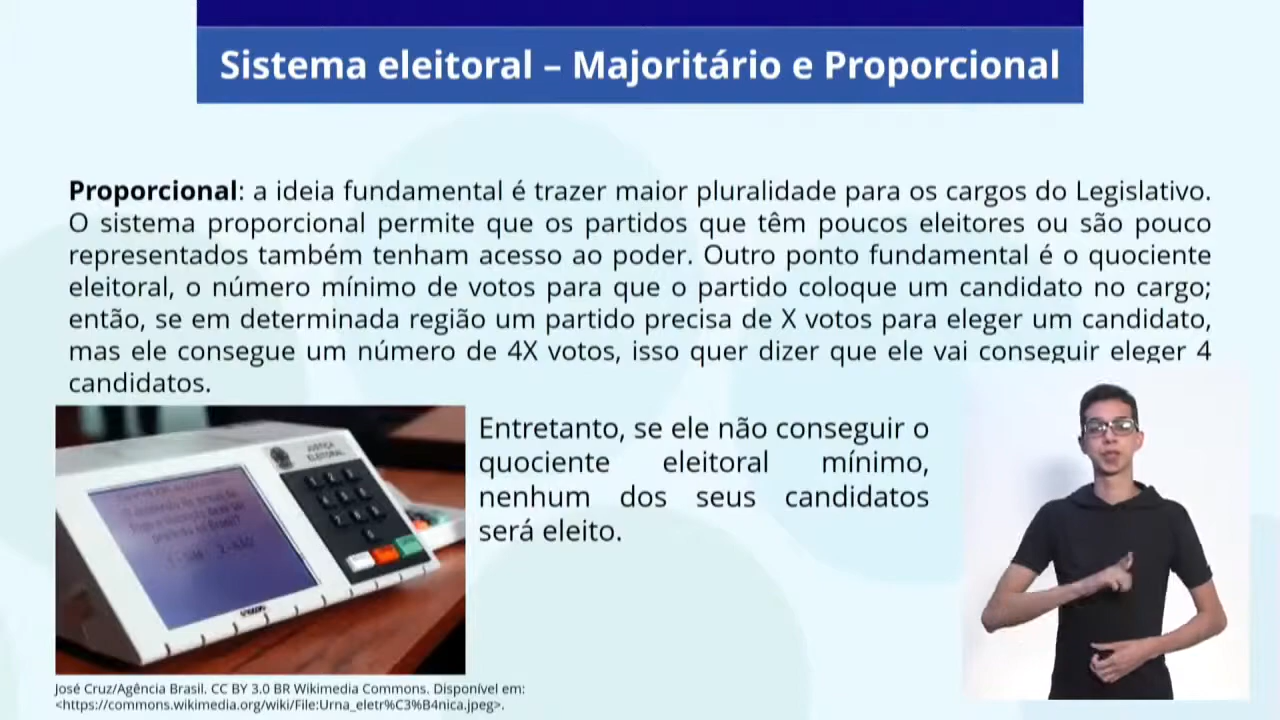 Sistema eleitoral – Majoritário e Proporcional
Proporcional: a ideia fundamental é trazer maior pluralidade para os cargos do Legislativo.
O sistema proporcional permite que os partidos que têm poucos eleitores ou são pouco
representados também tenham acesso ao poder. Outro ponto fundamental é o quociente
eleitoral, o número mínimo de votos para que o partido coloque um candidato no cargo;
então, se em determinada região um partido precisa de X votos para eleger um candidato,
mas ele consegue um número de 4X votos, isso quer dizer que ele vai conseguir eleger 4
candidatos.
Entretanto, se ele não conseguir o
quociente eleitoral mínimo,
nenhum dos seus candidatos
será eleito.
JUSTIÇA
ELEITORAL
José Cruz/Agência Brasil. CC BY 3.0 BR Wikimedia Commons. Disponível em:
<https://commons.wikimedia.org/wiki/File:Urna_eletr%C3%B4nica.jpeg>.